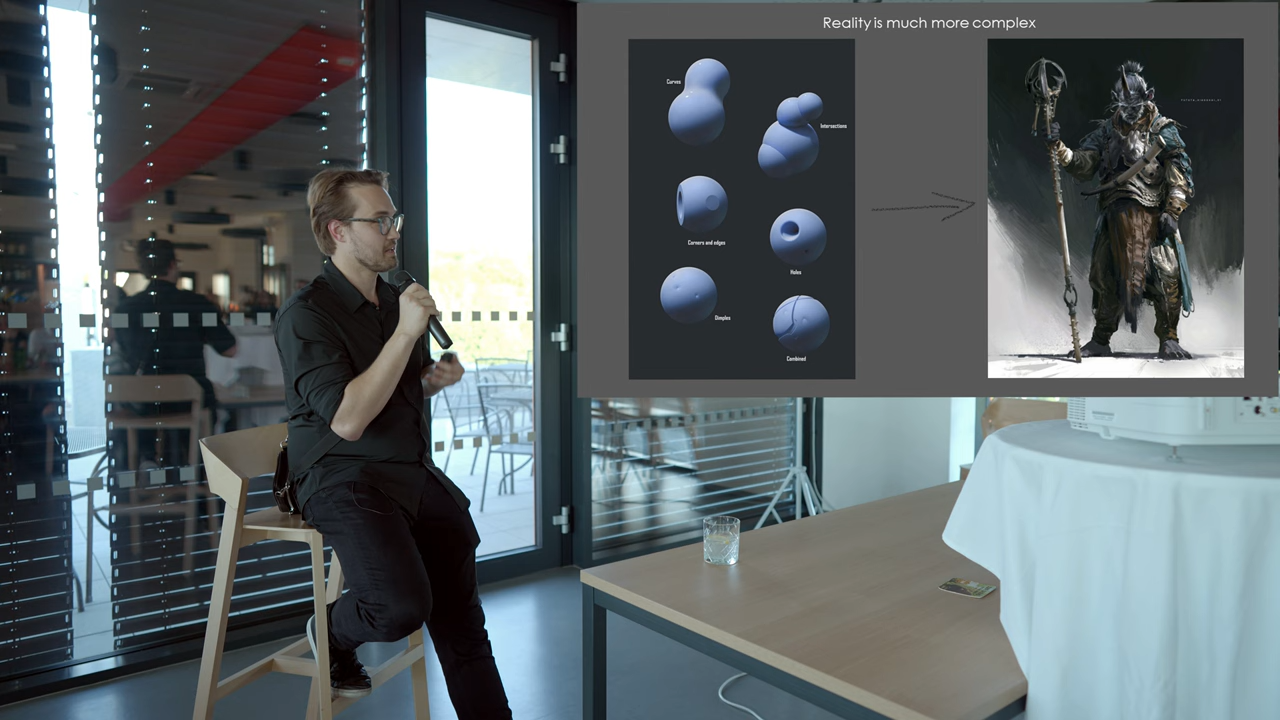 Reality is much more complex
Curves
Intersections
Corners and edges
Holes
Dimples
Combined